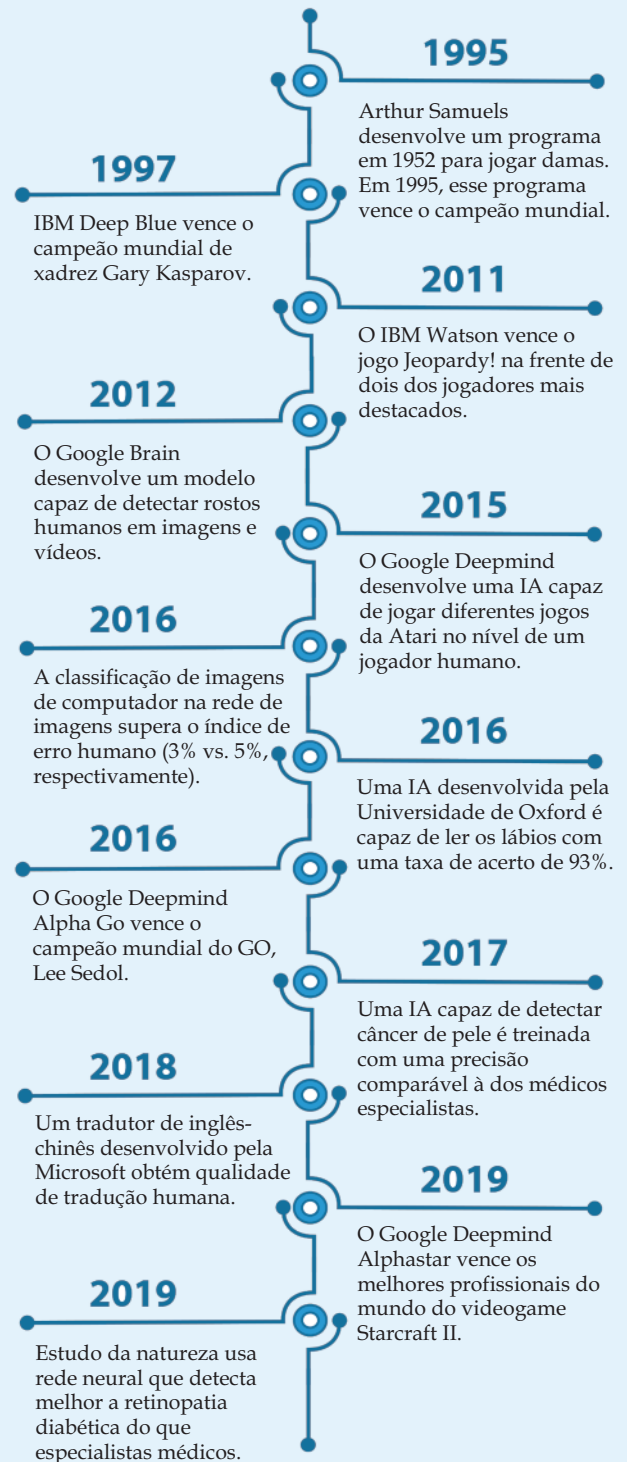 1995
Arthur Samuels
desenvolve um programa
em 1952 para jogar damas.
Em 1995, esse programa
vence o campeão mundial.
1997
IBM Deep Blue vence o
campeão mundial de
xadrez Gary Kasparov.
2011
O IBM Watson vence o
jogo Jeopardy! na frente de
dois dos jogadores mais
destacados.
2012
O Google Brain
desenvolve um modelo
capaz de detectar rostos
humanos em imagens e
vídeos.
2015
O Google Deepmind
desenvolve uma IA capaz
de jogar diferentes jogos
da Atari no nível de um
jogador humano.
2016
A classificação de imagens
de computador na rede de
imagens supera o índice de
erro humano (3% vs. 5%,
respectivamente).
2016
Uma IA desenvolvida pela
Universidade de Oxford é
capaz de ler os lábios com
uma taxa de acerto de 93%.
2016
O Google Deepmind
Alpha Go vence o
campeão mundial do GO,
Lee Sedol.
2017
Uma IA capaz de detectar
câncer de pele é treinada
com uma precisão
comparável à dos médicos
especialistas.
2018
Um tradutor de inglês-
chinês desenvolvido pela
Microsoft obtém qualidade
de tradução humana.
2019
O Google Deepmind
Alphastar vence os
melhores profissionais do
mundo do videogame
Starcraft II.
2019
Estudo da natureza usa
rede neural que detecta
melhor a retinopatia
diabética do que
especialistas médicos.